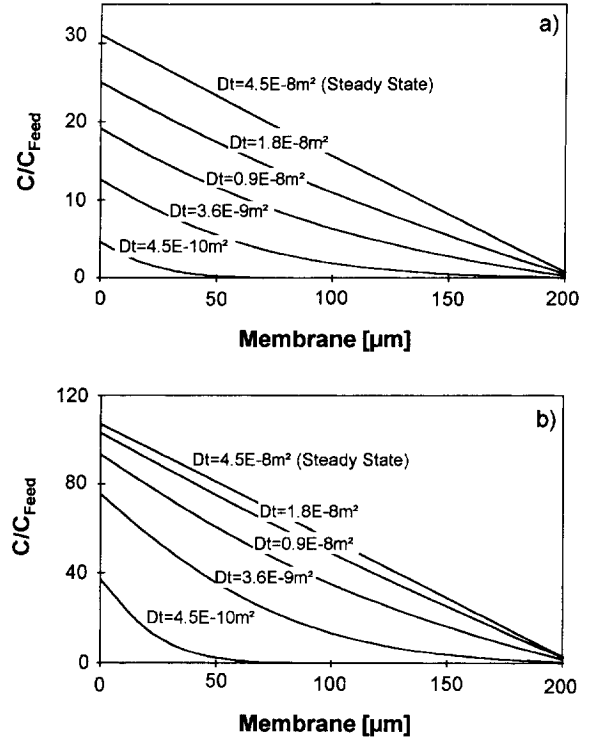 a)
30
20
10
0
C/CFeed
Dt=4.5E-8m² (Steady State)
Dt=1.8E-8m²
Dt=0.9E-8m²
Dt=3.6E-9m²
Dt=4.5E-10m²
0 50 100 150 200
Membrane [µm]
b)
120
80
40
0
C/CFeed
Dt=4.5E-8m² (Steady State)
Dt=1.8E-8m²
Dt=0.9E-8m²
Dt=3.6E-9m²
Dt=4.5E-10m²
0 50 100 150 200
Membrane [µm]